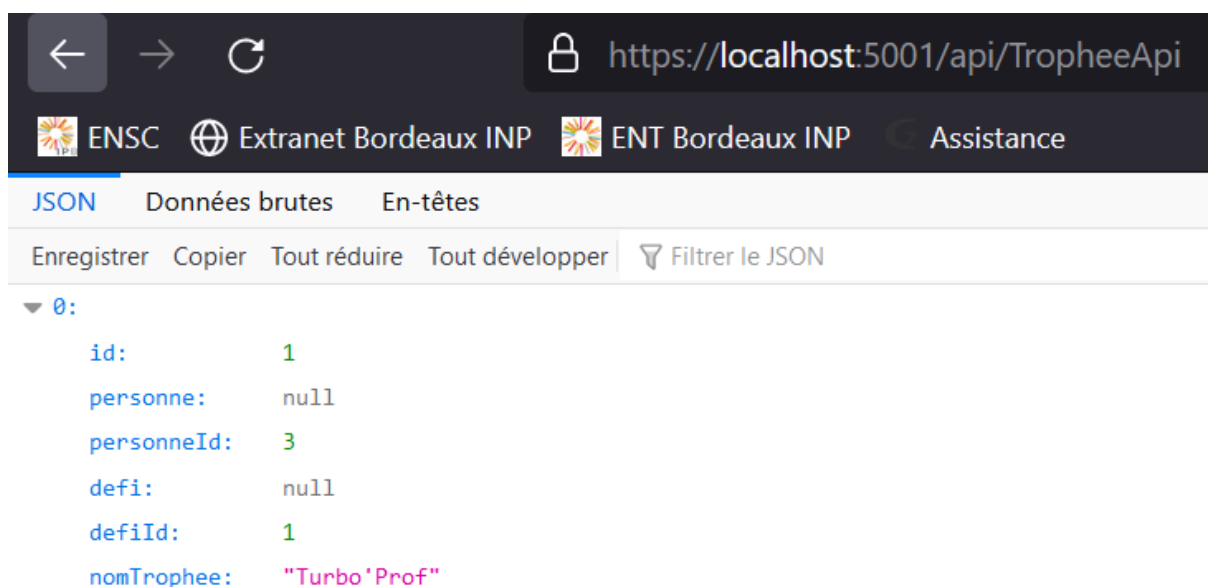 https://localhost:5001/api/TropheeApi
ENSC Extranet Bordeaux INP ENT Bordeaux INP Assistance
JSON Données brutes En-têtes
Enregistrer Copier Tout réduire Tout développer Filtrer le JSON
0:
id: 1
personne: null
personneId: 3
defi: null
defiId: 1
nomTrophee: "Turbo'Prof"